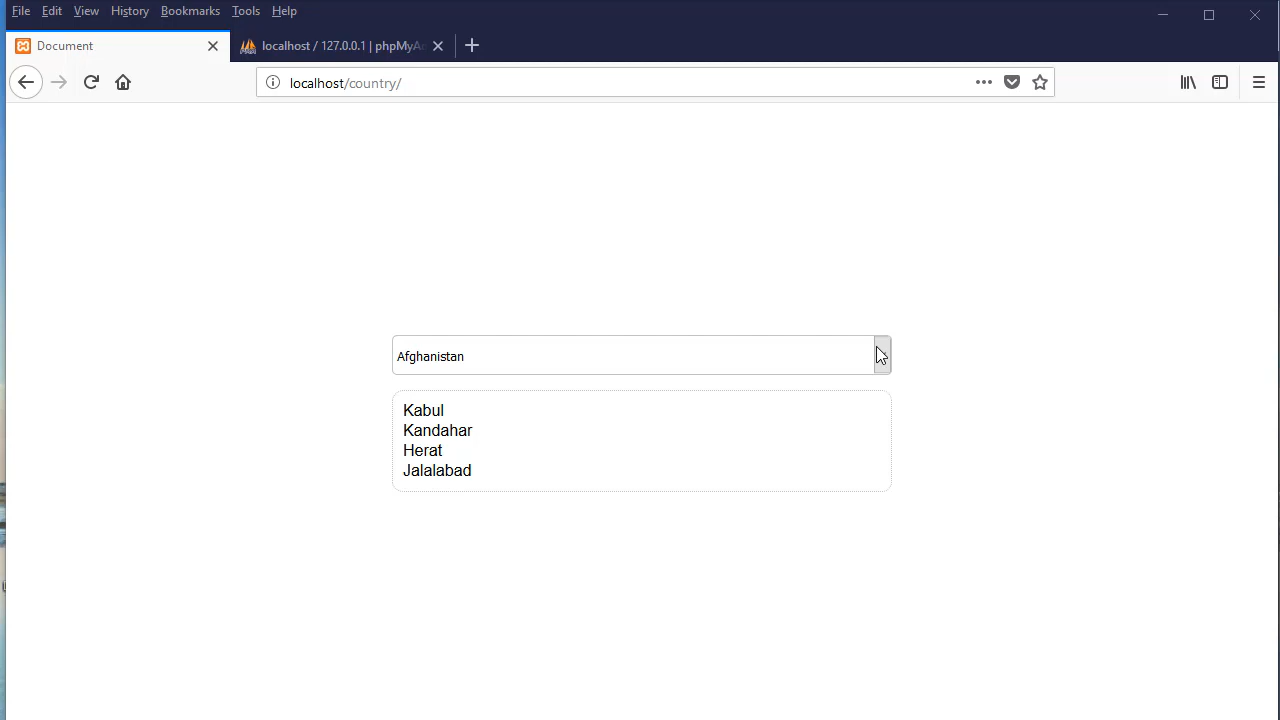 File Edit View History Bookmarks Tools Help
Document
localhost / 127.0.0.1 | phpMyAd
localhost/country/
Afghanistan
Kabul
Kandahar
Herat
Jalalabad